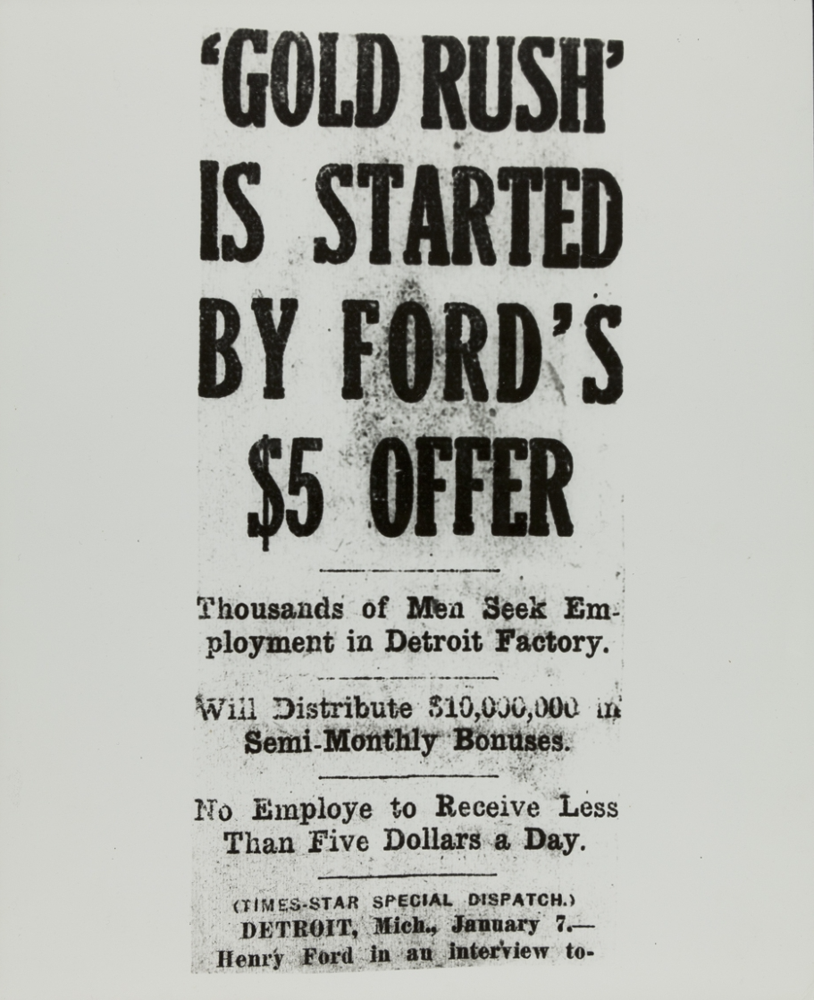 ‘GOLD RUSH’
IS STARTED
BY FORD’S
$5 OFFER
Thousands of Men Seek Em-
ployment in Detroit Factory.
Will Distribute $10,000,000 in
Semi-Monthly Bonuses.
No Employe to Receive Less
Than Five Dollars a Day.
(TIMES-STAR SPECIAL DISPATCH.)
DETROIT, Mich., January 7.—
Henry Ford in an interview to-